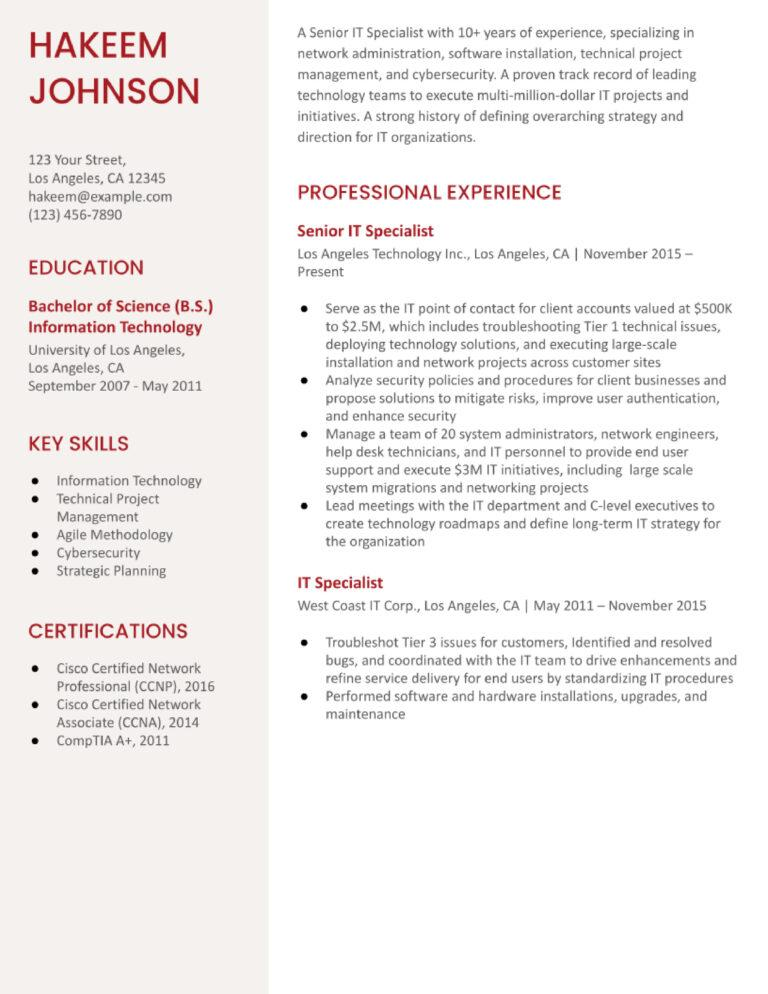 HAKEEM
JOHNSON
123 Your Street,
Los Angeles, CA 12345
hakeem@example.com
(123) 456-7890
EDUCATION
Bachelor of Science (B.S.)
Information Technology
University of Los Angeles,
Los Angeles, CA
September 2007 - May 2011
KEY SKILLS
● Information Technology
● Technical Project
Management
● Agile Methodology
● Cybersecurity
● Strategic Planning
CERTIFICATIONS
● Cisco Certified Network
Professional (CCNP), 2016
● Cisco Certified Network
Associate (CCNA), 2014
● CompTIA A+, 2011
A Senior IT Specialist with 10+ years of experience, specializing in
network administration, software installation, technical project
management, and cybersecurity. A proven track record of leading
technology teams to execute multi-million-dollar IT projects and
initiatives. A strong history of defining overarching strategy and
direction for IT organizations.
PROFESSIONAL EXPERIENCE
Senior IT Specialist
Los Angeles Technology Inc., Los Angeles, CA | November 2015 –
Present
● Serve as the IT point of contact for client accounts valued at $500K
to $2.5M, which includes troubleshooting Tier 1 technical issues,
deploying technology solutions, and executing large-scale
installation and network projects across customer sites
● Analyze security policies and procedures for client businesses and
propose solutions to mitigate risks, improve user authentication,
and enhance security
● Manage a team of 20 system administrators, network engineers,
help desk technicians, and IT personnel to provide end user
support and execute $3M IT initiatives, including  large scale
system migrations and networking projects
● Lead meetings with the IT department and C-level executives to
create technology roadmaps and define long-term IT strategy for
the organization
IT Specialist
West Coast IT Corp., Los Angeles, CA | May 2011 – November 2015
● Troubleshot Tier 3 issues for customers, Identified and resolved
bugs, and coordinated with the IT team to drive enhancements and
refine service delivery for end users by standardizing IT procedures
● Performed software and hardware installations, upgrades, and
maintenance